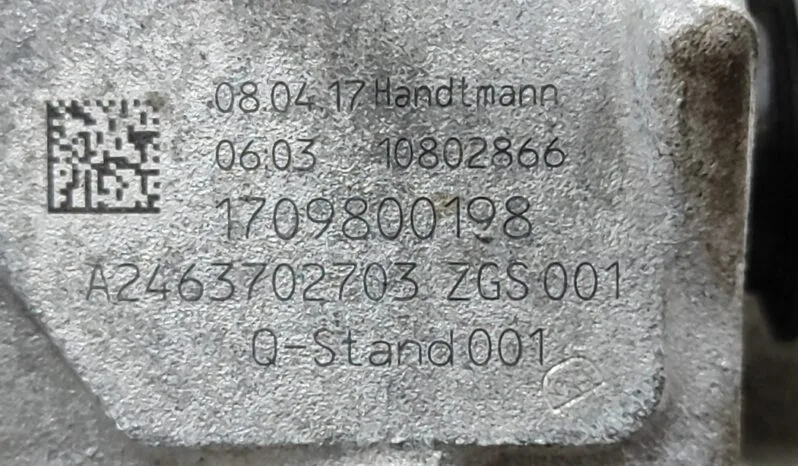 08.04.17 Handtmann
06:03 10802866
1709800198
A2463702703 ZGS 001
Q-Stand 001